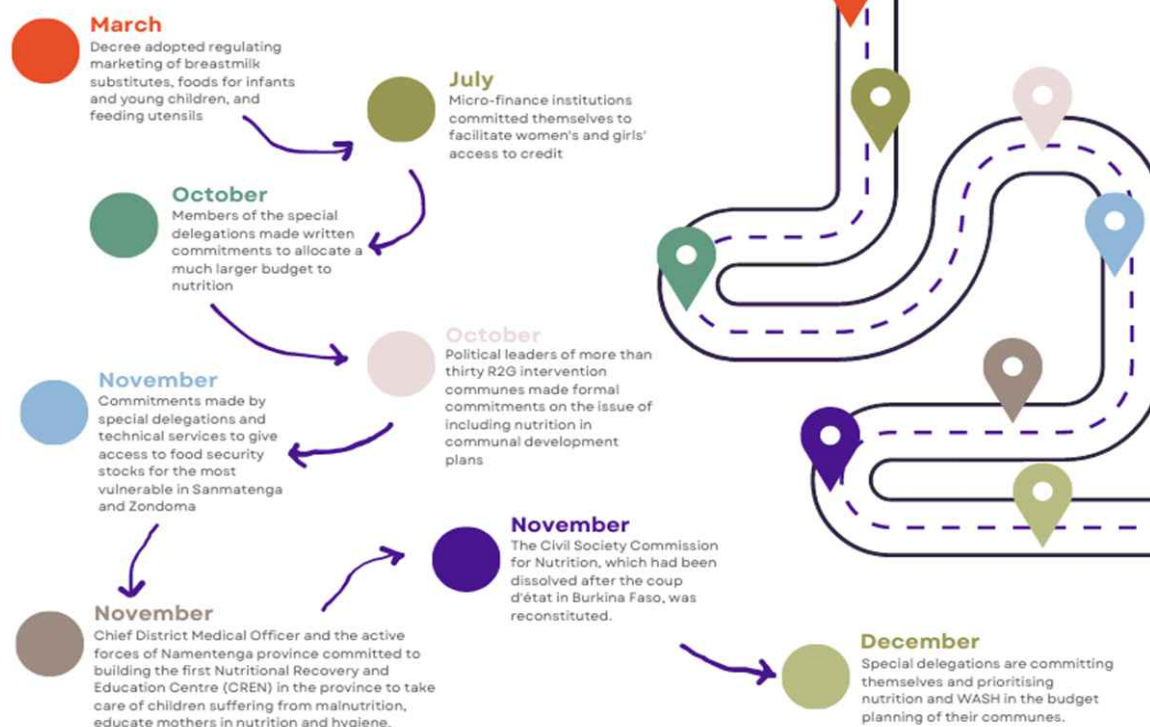 March
Decree adopted regulating
marketing of breastmilk
substitutes, foods for infants
and young children, and
feeding utensils
July
Micro-finance institutions
committed themselves to
facilitate women's and girls'
access to credit
October
Members of the special
delegations made written
commitments to allocate a
much larger budget to
nutrition
October
Political leaders of more than
thirty R2G intervention
communes made formal
commitments on the issue of
including nutrition in
communal development
plans
November
Commitments made by
special delegations and
technical services to give
access to food security
stocks for the most
vulnerable in Sanmatenga
and Zondoma
November
Chief District Medical Officer and the active
forces of Namentenga province committed to
building the first Nutritional Recovery and
Education Centre (CREN) in the province to take
care of children suffering from malnutrition,
educate mothers in nutrition and hygiene.
November
The Civil Society Commission
for Nutrition, which had been
dissolved after the coup
d'état in Burkina Faso, was
reconstituted.
December
Special delegations are committing
themselves and prioritising
nutrition and WASH in the budget
planning of their communes.